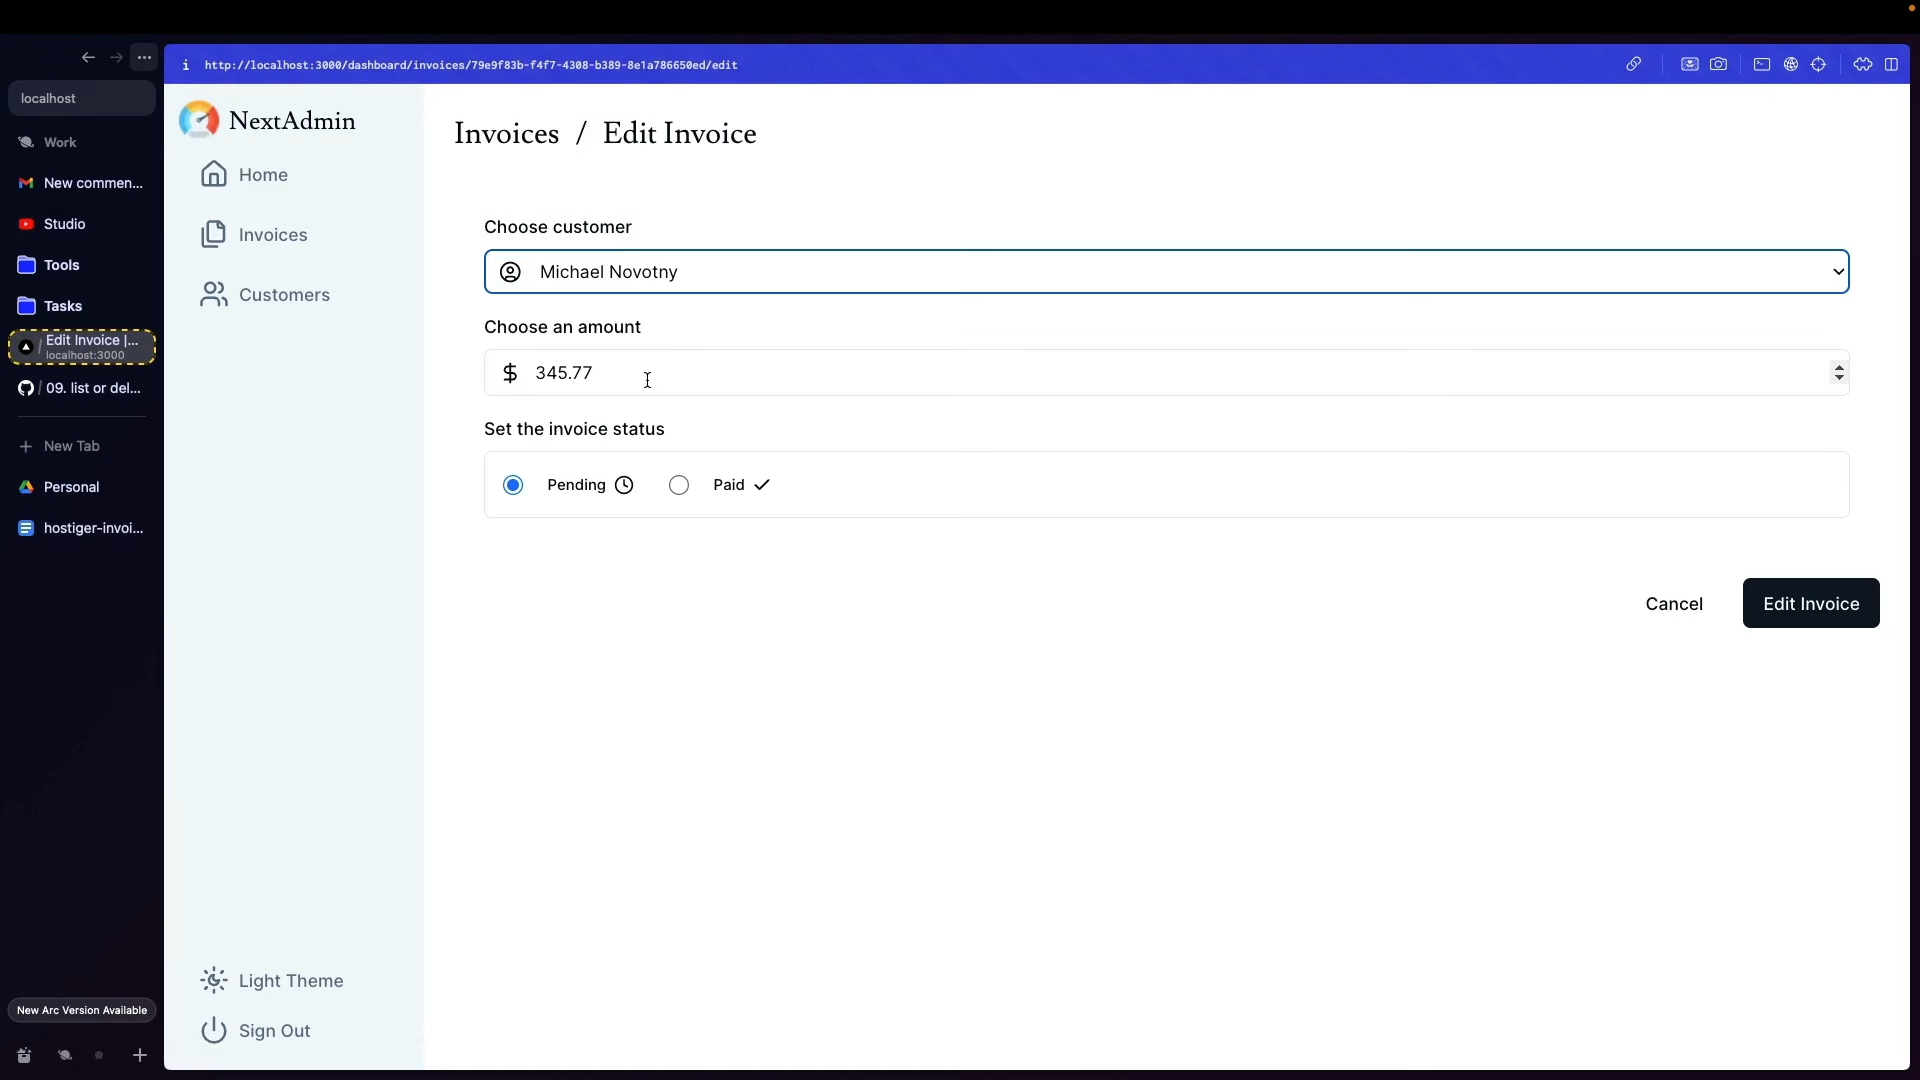 localhost
Work
New commen...
Studio
Tools
Tasks
Edit Invoice |...
localhost:3000
09. list or del...
New Tab
Personal
hostiger-invoi...
New Arc Version Available
http://localhost:3000/dashboard/invoices/79e9f83b-f4f7-4308-b389-8e1a786650ed/edit
NextAdmin
Home
Invoices
Customers
Light Theme
Sign Out
Invoices / Edit Invoice
Choose customer
Michael Novotny
Choose an amount
$ 345.77
Set the invoice status
Pending Paid
Cancel Edit Invoice